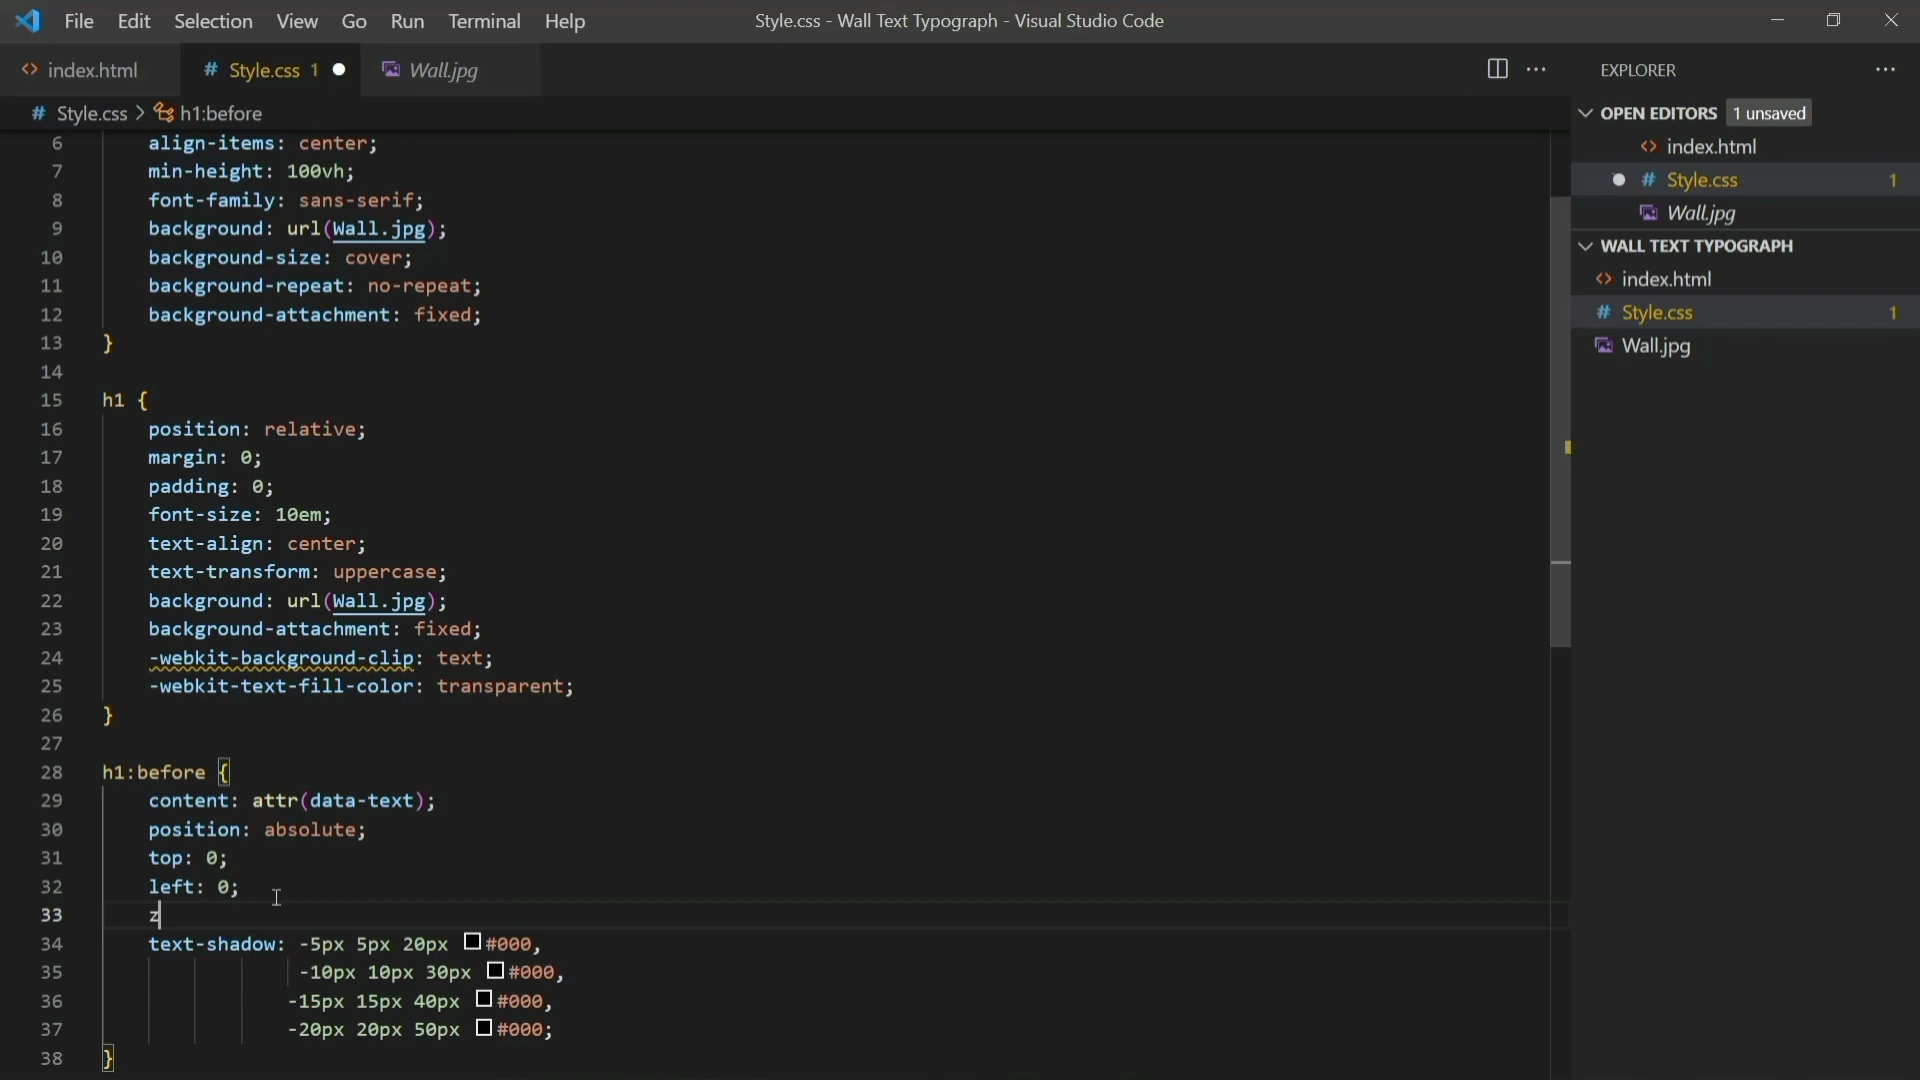 File Edit Selection View Go Run Terminal Help
Style.css - Wall Text Typograph - Visual Studio Code
<> index.html
# Style.css 1
Wall.jpg
# Style.css > h1:before
6 align-items: center;
7 min-height: 100vh;
8 font-family: sans-serif;
9 background: url(Wall.jpg);
10 background-size: cover;
11 background-repeat: no-repeat;
12 background-attachment: fixed;
13 }
14
15 h1 {
16 position: relative;
17 margin: 0;
18 padding: 0;
19 font-size: 10em;
20 text-align: center;
21 text-transform: uppercase;
22 background: url(Wall.jpg);
23 background-attachment: fixed;
24 -webkit-background-clip: text;
25 -webkit-text-fill-color: transparent;
26 }
27
28 h1:before {
29 content: attr(data-text);
30 position: absolute;
31 top: 0;
32 left: 0;
33 z
34 text-shadow: -5px 5px 20px #000,
35 -10px 10px 30px #000,
36 -15px 15px 40px #000,
37 -20px 20px 50px #000;
38 }
EXPLORER
OPEN EDITORS 1 unsaved
<> index.html
# Style.css 1
Wall.jpg
WALL TEXT TYPOGRAPH
<> index.html
# Style.css 1
Wall.jpg